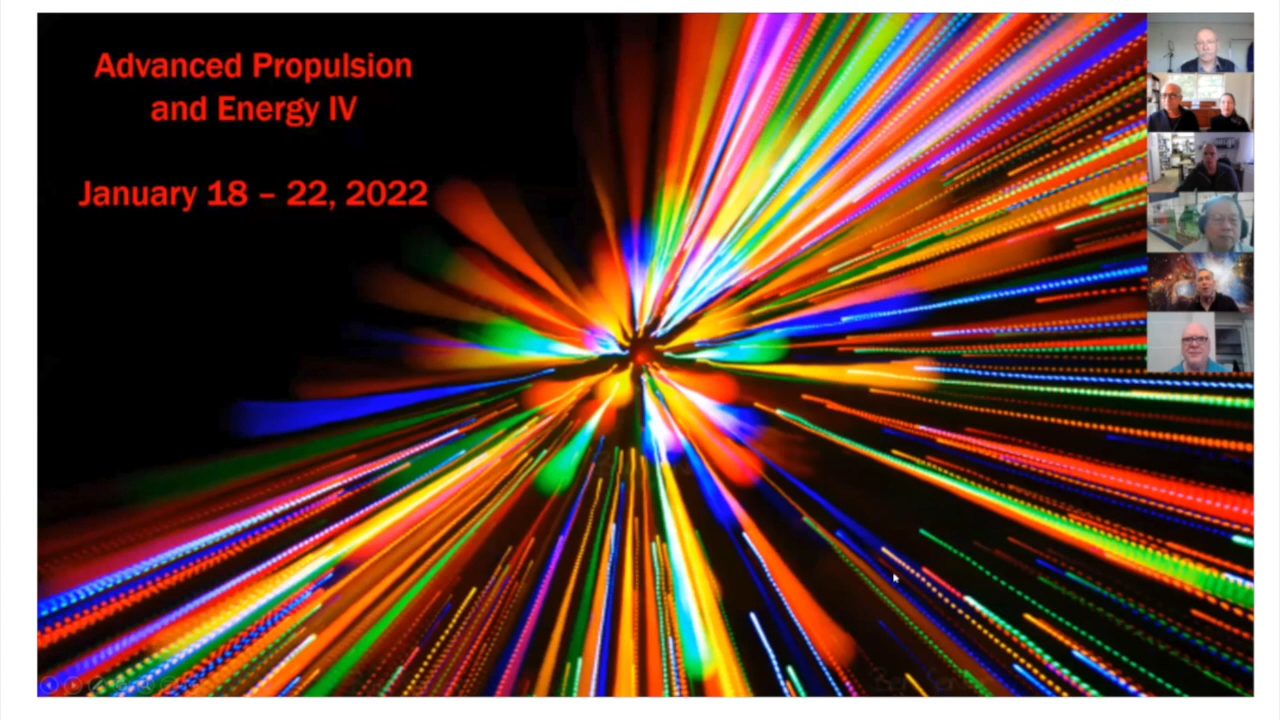 Advanced Propulsion
and Energy IV
January 18 – 22, 2022